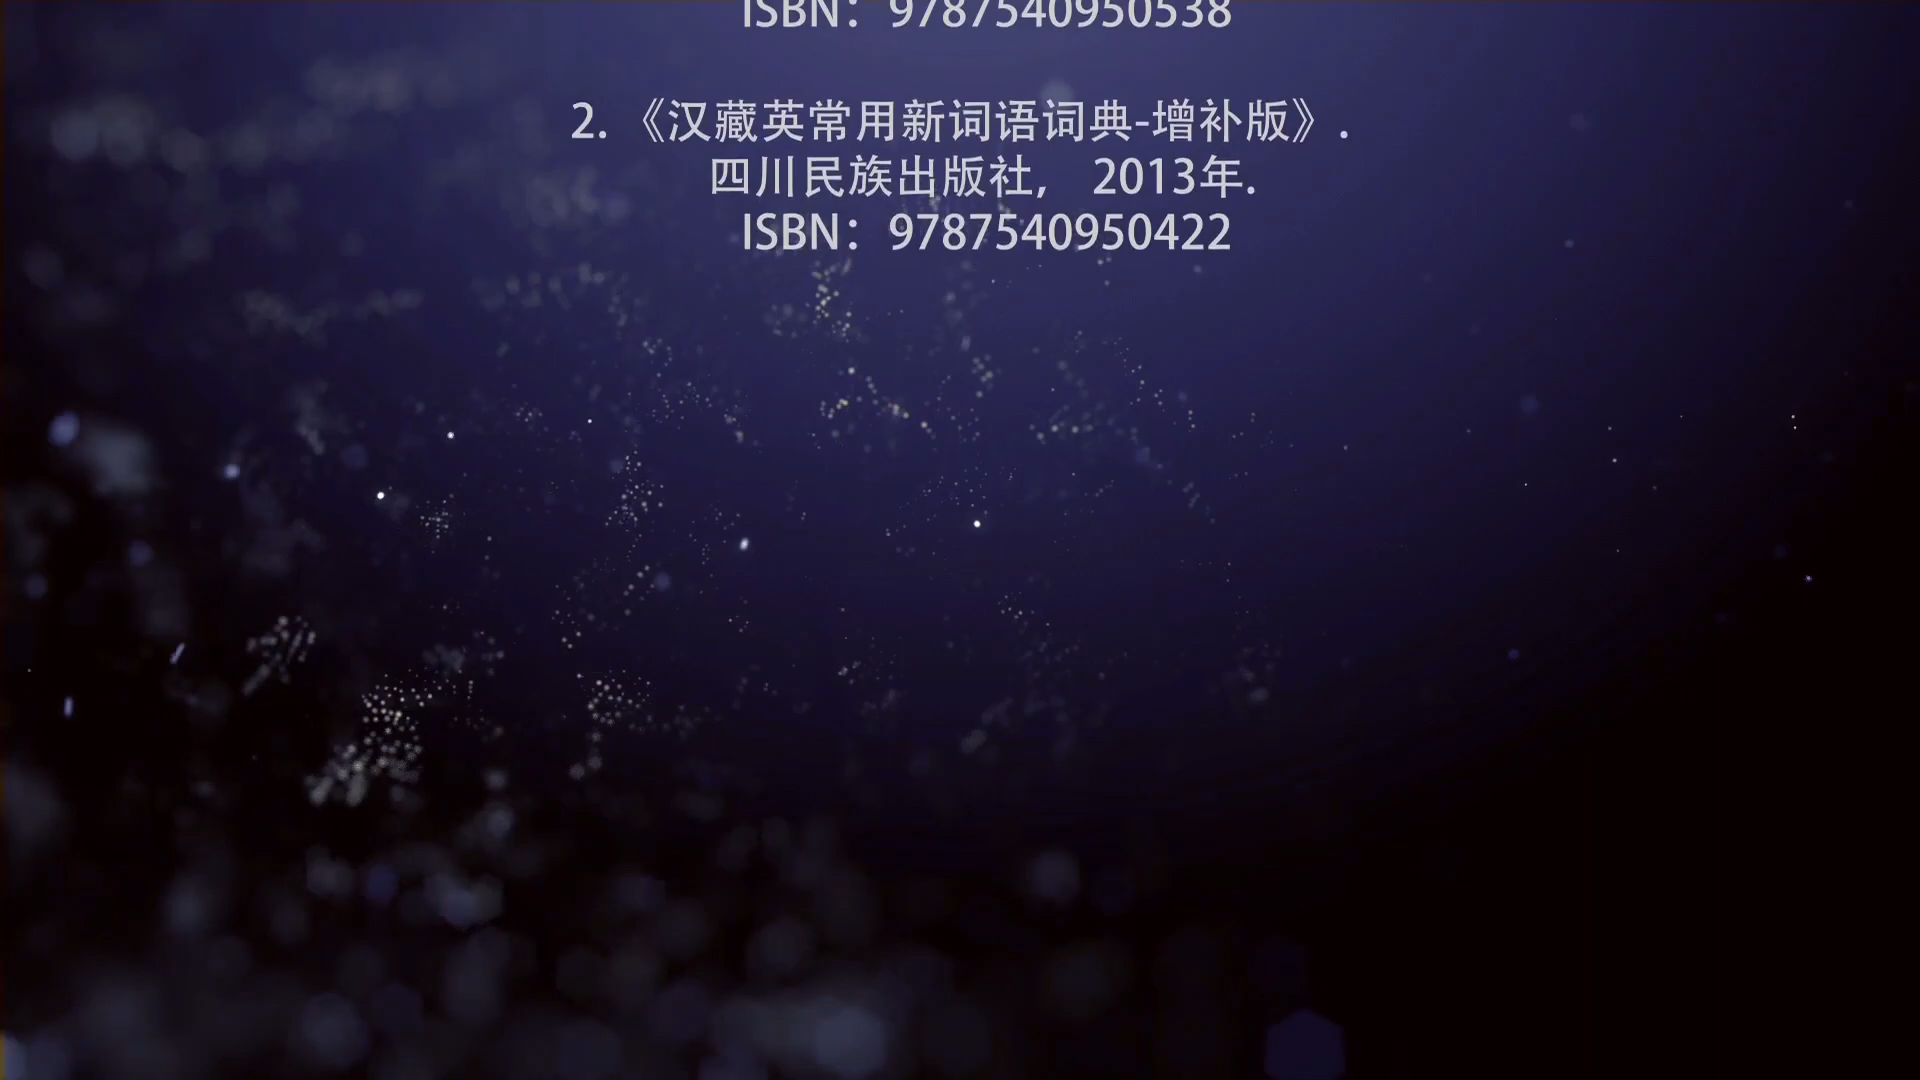 ISBN：9787540950538
2. 《汉藏英常用新词语词典-增补版》.
四川民族出版社， 2013年.
ISBN：9787540950422